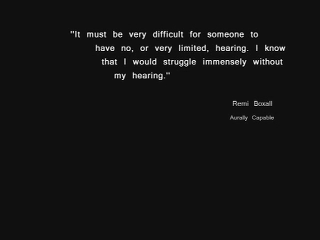 "It must be very difficult for someone to
have no, or very limited, hearing. I know
that I would struggle immensely without
my hearing."
Remi Boxall
Aurally Capable